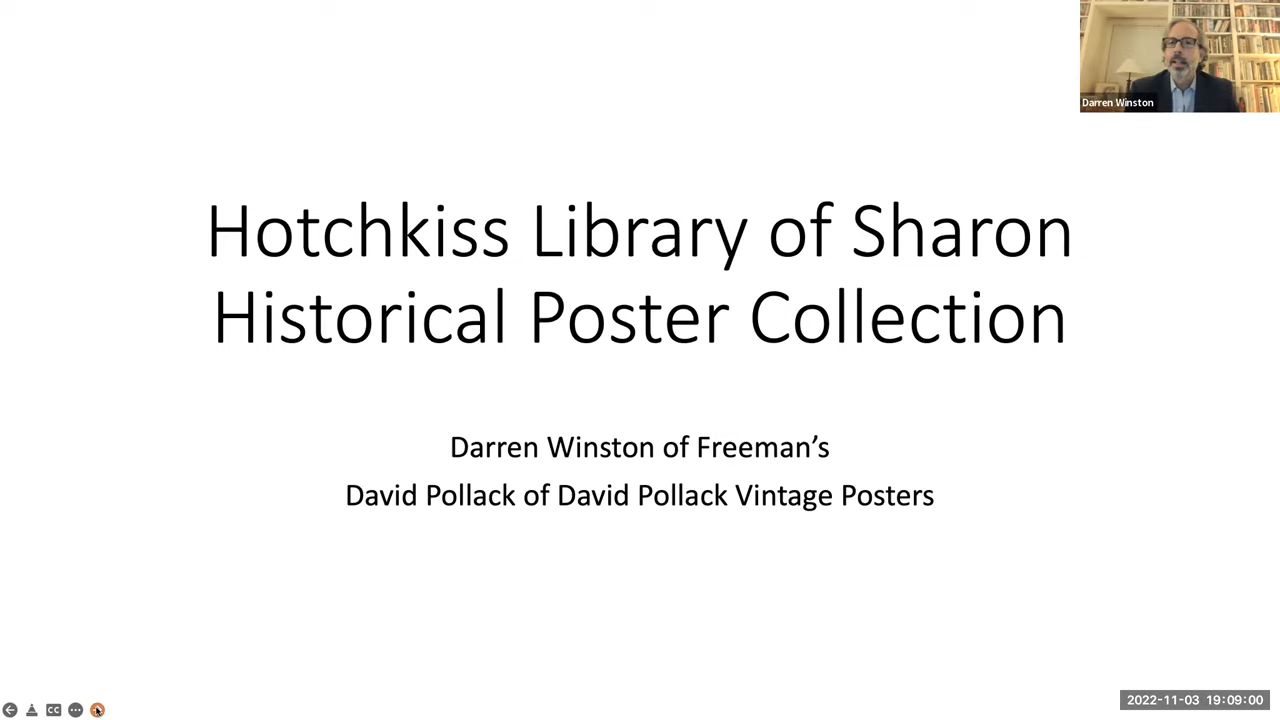 Darren Winston
Hotchkiss Library of Sharon
Historical Poster Collection
Darren Winston of Freeman’s
David Pollack of David Pollack Vintage Posters
CC
2022-11-03 19:09:00